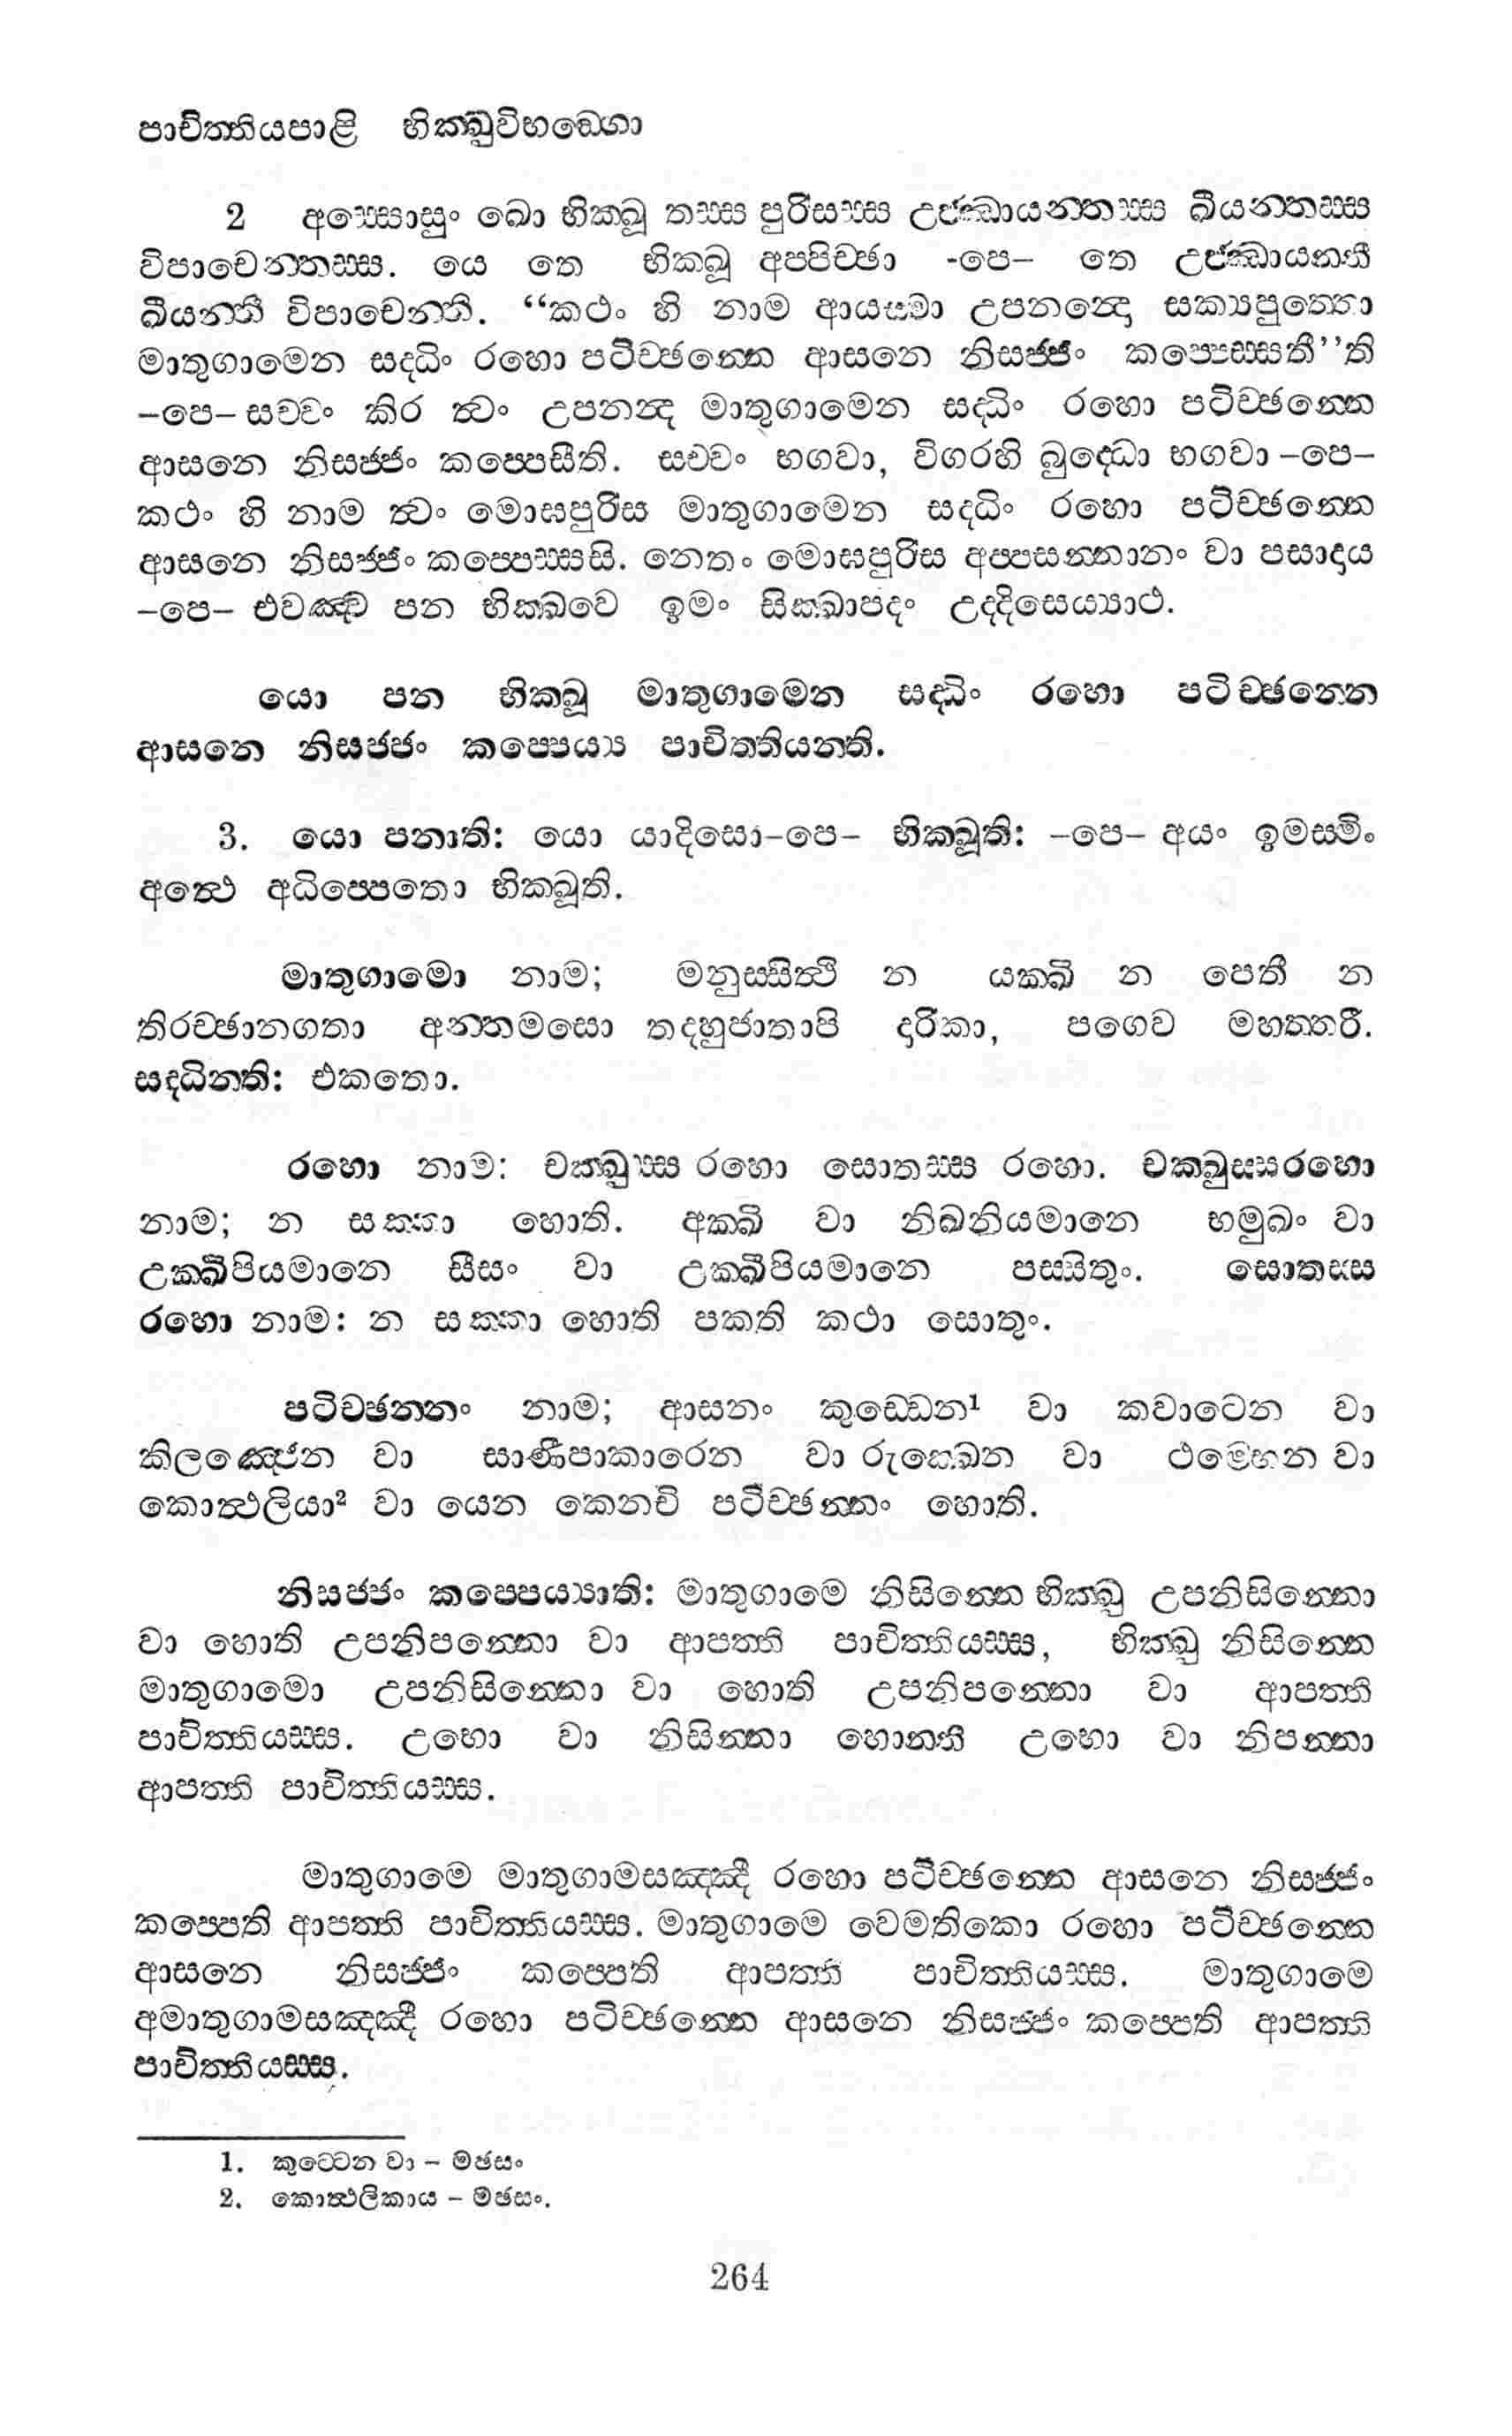 පාචිත්තියපාළි භික්ඛුවිභඞ්ගො
2 අස්සොසුං ඛො භික්ඛූ තස්ස පුරිසස්ස උජ්ඣායන්තස්ස ඛීයන්තස්ස
විපාචෙන්තස්ස. යෙ තෙ භික්ඛූ අප්පිච්ඡා -පෙ– තෙ උජ්ඣායන්ති
ඛීයන්ති විපාචෙන්ති. “කථං හි නාම ආයස්මා උපනන්දො සක්‍යපුත්තො
මාතුගාමෙන සද්ධිං රහො පටිච්ඡන්නෙ ආසනෙ නිසජ්ජං කප්පෙස්සතී’’ති
–පෙ– සච්චං කිර ත්වං උපනන්ද මාතුගාමෙන සද්ධිං රහො පටිච්ඡන්නෙ
ආසනෙ නිසජ්ජං කප්පෙසීති. සච්චං භගවා, විගරහි බුද්ධො භගවා –පෙ–
කථං හි නාම ත්වං මොඝපුරිස මාතුගාමෙන සද්ධිං රහො පටිච්ඡන්නෙ
ආසනෙ නිසජ්ජං කප්පෙස්සසි. නෙතං මොඝපුරිස අප්පසන්නානං වා පසාදාය
–පෙ– එවඤ්ච පන භික්ඛවෙ ඉමං සික්ඛාපදං උද්දිසෙය්‍යාථ.
යො පන භික්ඛූ මාතුගාමෙන සද්ධිං රහො පටිච්ඡන්නෙ
ආසනෙ නිසජ්ජං කප්පෙය්‍ය පාචිත්තියන්ති.
3. යො පනාති: යො යාදිසො–පෙ– භික්ඛූති: –පෙ– අයං ඉමස්මිං
අත්ථෙ අධිප්පෙතො භික්ඛූති.
මාතුගාමො නාම; මනුස්සිත්ථි න යක්ඛි න පෙතී න
තිරච්ඡානගතා අන්තමසො තදහුජාතාපි දාරිකා, පගෙව මහත්තරී.
සද්ධින්ති: එකතො.
රහො නාම: චක්ඛුස්ස රහො සොතස්ස රහො. චක්ඛුස්සරහො
නාම; න සක්කා හොති. අක්ඛි වා නිඛනියමානෙ භමුඛං වා
උක්ඛිපියමානෙ සීසං වා උක්ඛිපියමානෙ පස්සිතුං. සොතස්ස
රහො නාම: න සක්කා හොති පකති කථා සොතුං.
පටිච්ඡන්නං නාම; ආසනං කුඩ්ඩෙන¹ වා කවාටෙන වා
කිලඤ්ජෙන වා සාණිපාකාරෙන වා රුක්ඛෙන වා ථම්භෙන වා
කොත්ථලියා² වා යෙන කෙනචි පටිච්ඡන්නං හොති.
නිසජ්ජං කප්පෙය්‍යාති: මාතුගාමෙ නිසින්නෙ භික්ඛු උපනිසින්නො
වා හොති උපනිපන්නො වා ආපත්ති පාචිත්තියස්ස, භික්ඛු නිසින්නෙ
මාතුගාමො උපනිසින්නො වා හොති උපනිපන්නො වා ආපත්ති
පාචිත්තියස්ස. උභො වා නිසින්නා හොන්ති උභො වා නිපන්නා
ආපත්ති පාචිත්තියස්ස.
මාතුගාමෙ මාතුගාමසඤ්ඤී රහො පටිච්ඡන්නෙ ආසනෙ නිසජ්ජං
කප්පෙති ආපත්ති පාචිත්තියස්ස. මාතුගාමෙ වෙමතිකො රහො පටිච්ඡන්නෙ
ආසනෙ නිසජ්ජං කප්පෙති ආපත්ති පාචිත්තියස්ස. මාතුගාමෙ
අමාතුගාමසඤ්ඤී රහො පටිච්ඡන්නෙ ආසනෙ නිසජ්ජං කප්පෙති ආපත්ති
පාචිත්තියස්ස.
1. කුට්ටෙන වා – මඡසං
2. කොත්ථලිකාය – මඡසං.
264